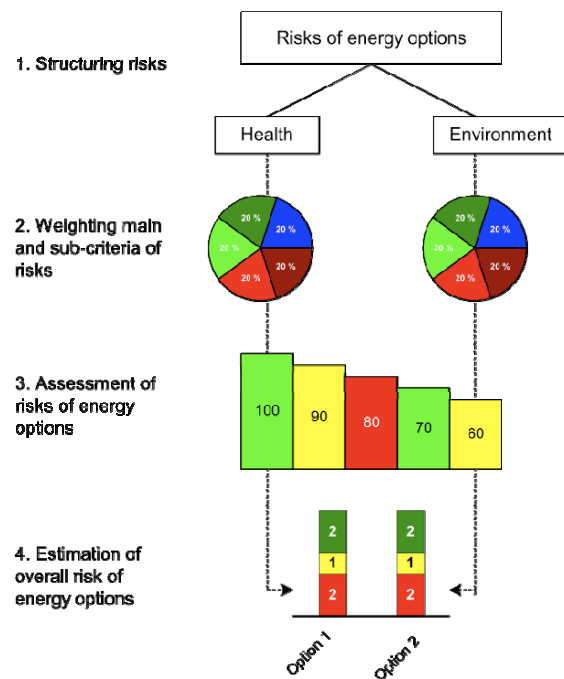 Risks of energy options
1. Structuring risks
Health
Environment
2. Weighting main
and sub-criteria of
risks
20 %
20 %
20 %
20 %
20 %
20 %
20 %
20 %
20 %
20 %
3. Assessment of
risks of energy
options
100
90
80
70
60
4. Estimation of
overall risk of
energy options
2
1
2
2
1
2
Option 1
Option 2